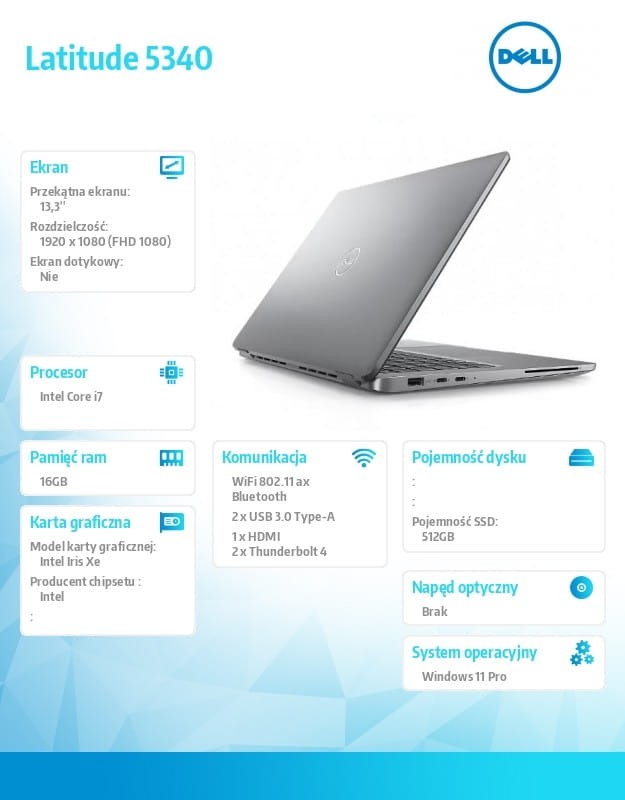 Latitude 5340
DELL
Ekran
Przekątna ekranu:
13,3''
Rozdzielczość:
1920 x 1080 (FHD 1080)
Ekran dotykowy:
Nie
Procesor
Intel Core i7
Pamięć ram
16GB
Karta graficzna
Model karty graficznej:
Intel Iris Xe
Producent chipsetu :
Intel
:
Komunikacja
WiFi 802.11 ax
Bluetooth
2 x USB 3.0 Type-A
1 x HDMI
2 x Thunderbolt 4
Pojemność dysku
:
:
Pojemność SSD:
512GB
Napęd optyczny
Brak
System operacyjny
Windows 11 Pro